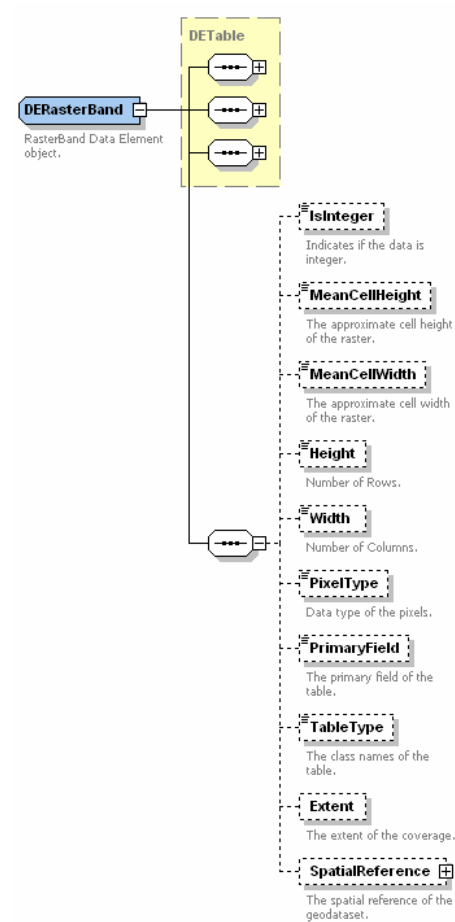 DETable
DERasterBand
RasterBand Data Element
object.
IsInteger
Indicates if the data is
integer.
MeanCellHeight
The approximate cell height
of the raster.
MeanCellWidth
The approximate cell width
of the raster.
Height
Number of Rows.
Width
Number of Columns.
PixelType
Data type of the pixels.
PrimaryField
The primary field of the
table.
TableType
The class names of the
table.
Extent
The extent of the coverage.
SpatialReference
The spatial reference of the
geodataset.